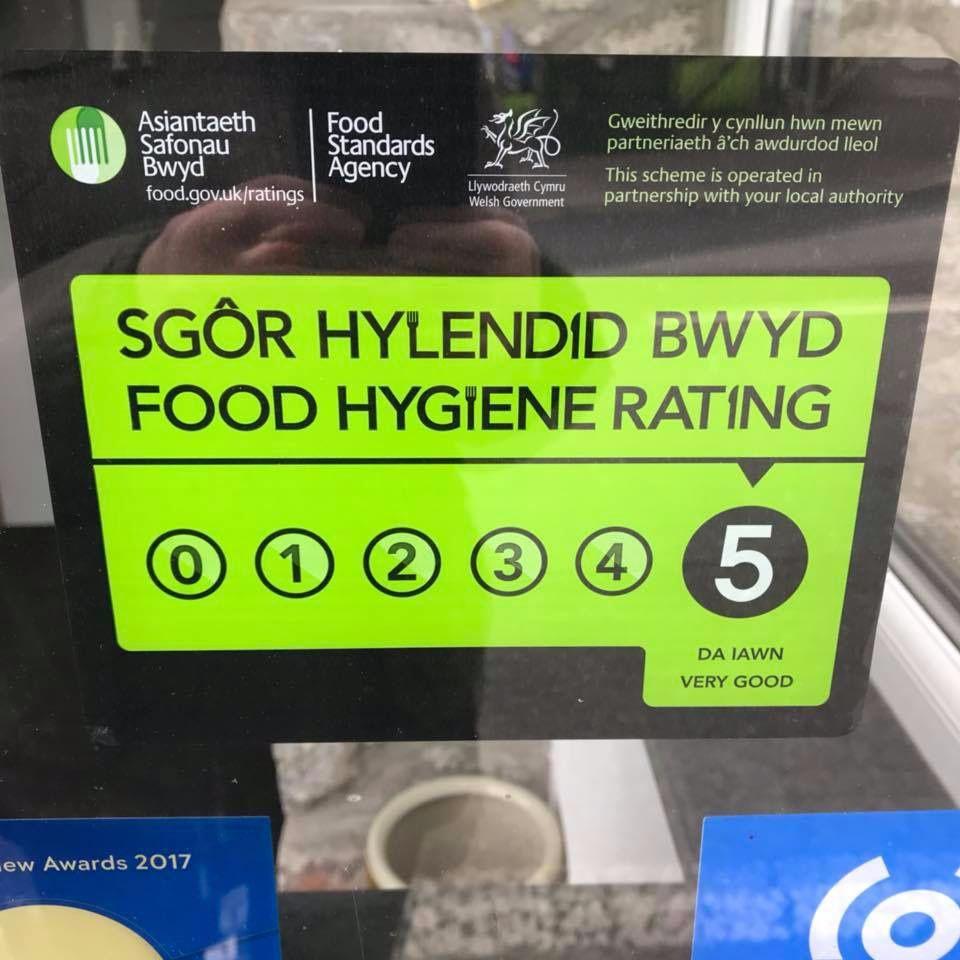 Asiantaeth
Safonau
Bwyd
food.gov.uk/ratings
Food
Standards
Agency
Llywodraeth Cymru
Welsh Government
Gweithredir y cynllun hwn mewn
partneriaeth â'ch awdurdod lleol
This scheme is operated in
partnership with your local authority
SGÔR HYLENDID BWYD
FOOD HYGIENE RATING
0 1 2 3 4 5
DA IAWN
VERY GOOD
Awards 2017